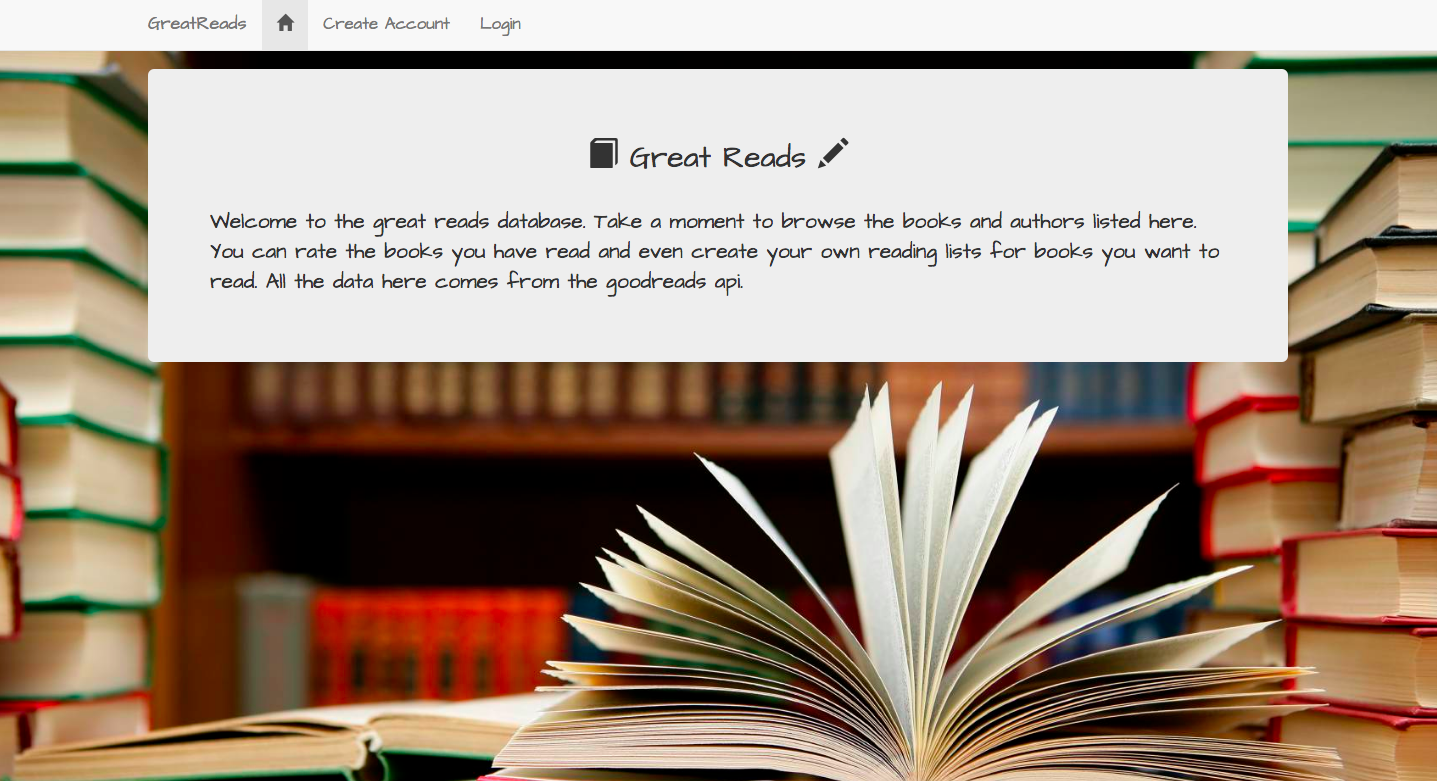 GreatReads Create Account Login
Great Reads
Welcome to the great reads database. Take a moment to browse the books and authors listed here.
You can rate the books you have read and even create your own reading lists for books you want to
read. All the data here comes from the goodreads api.